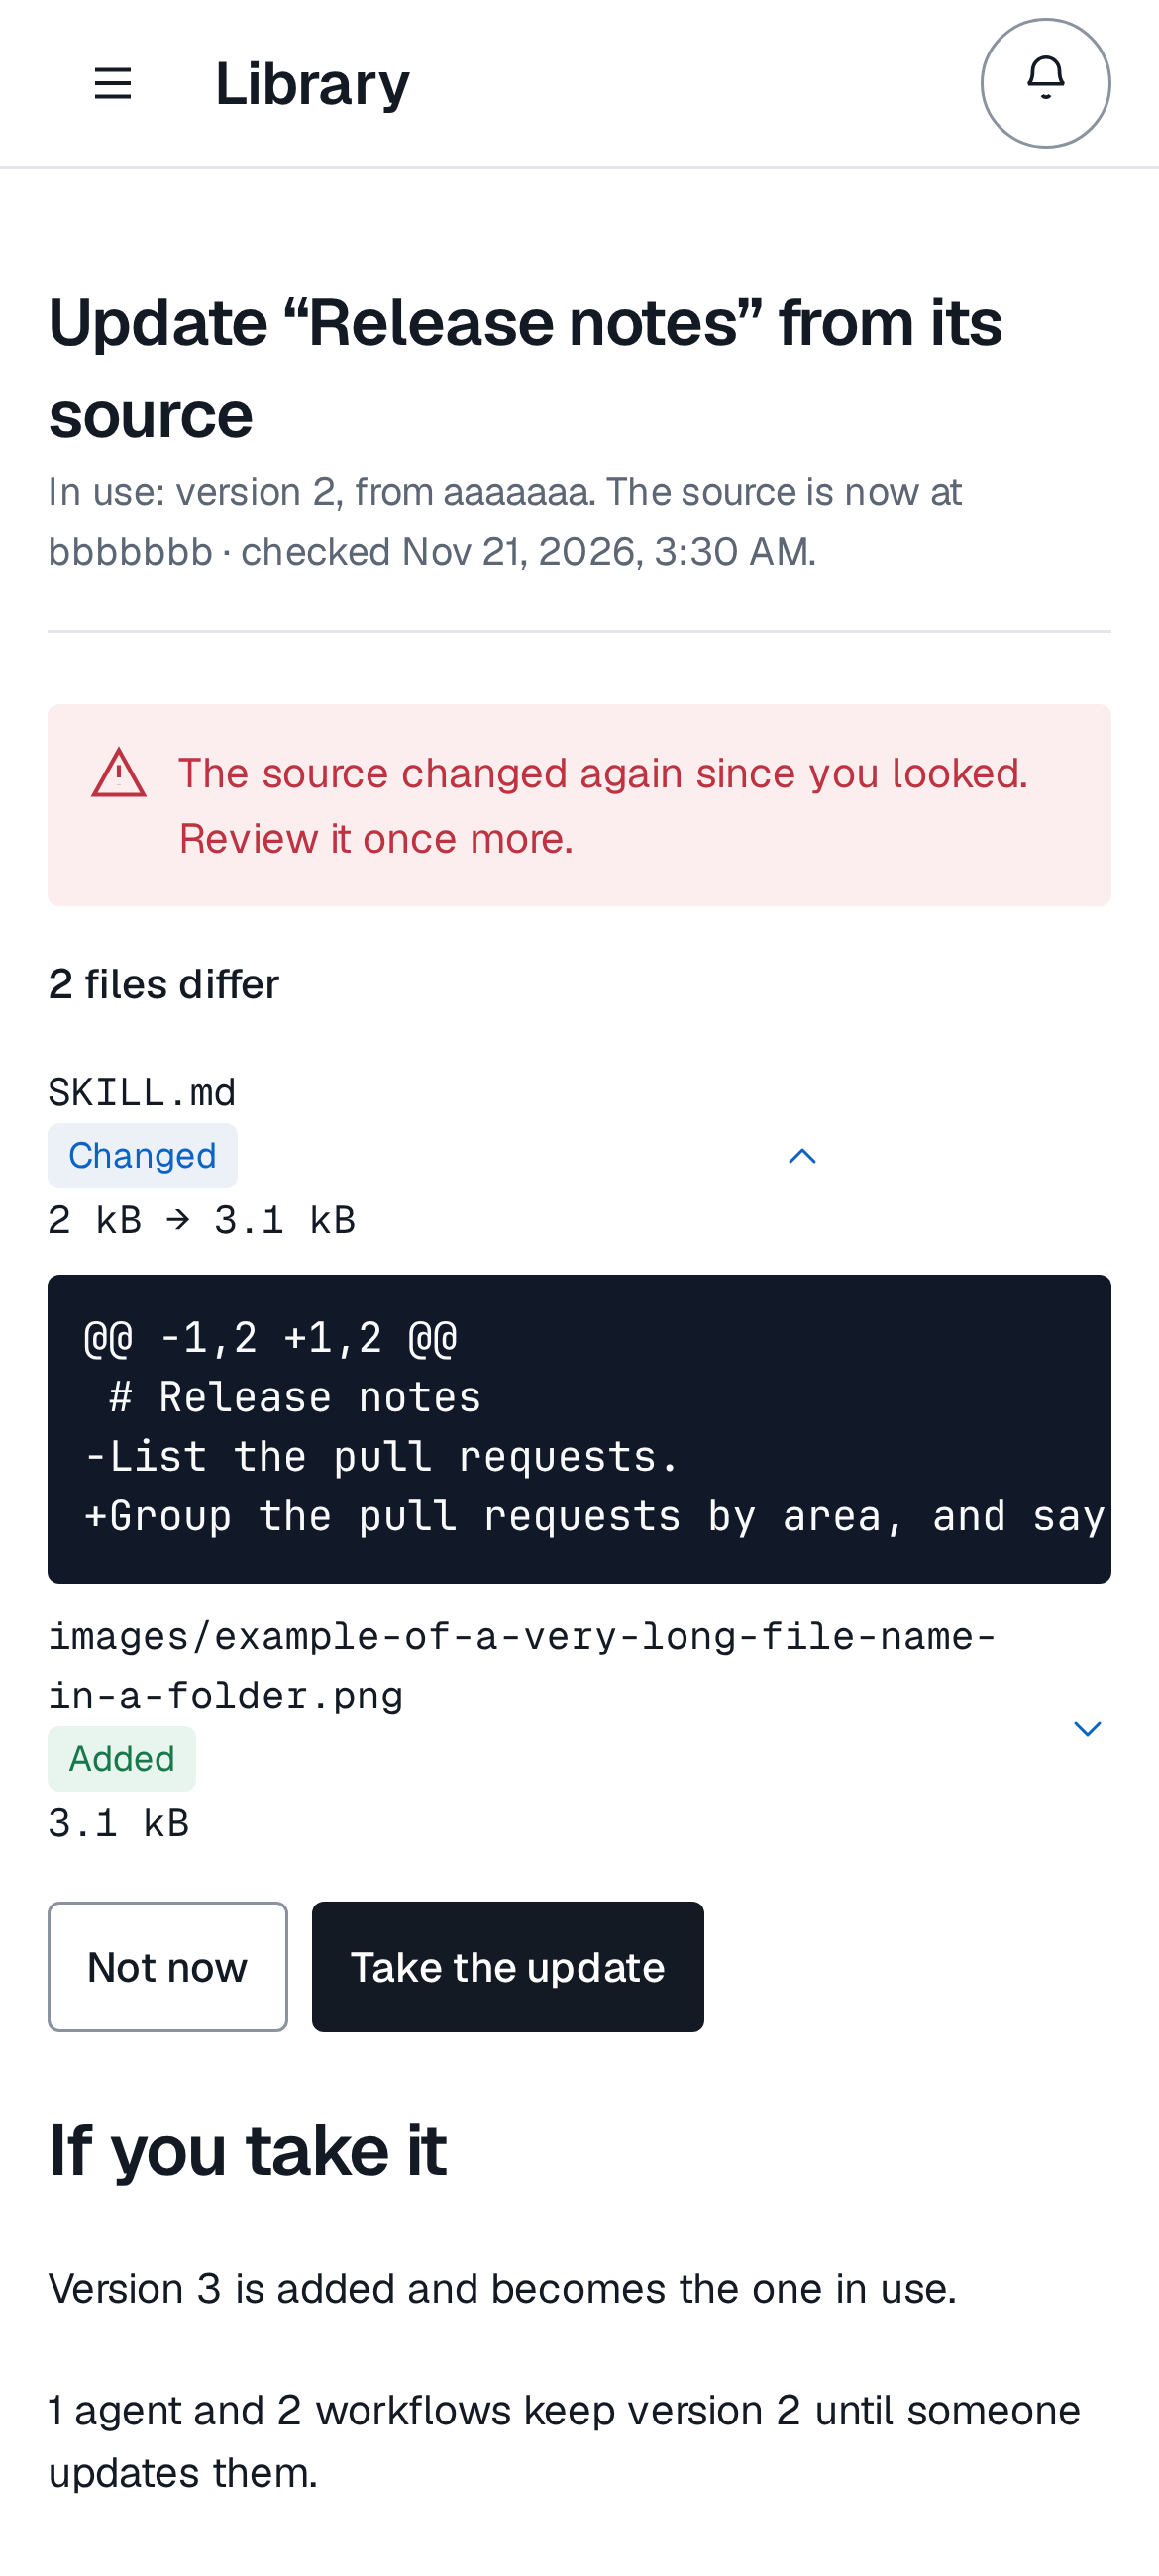 Library
Update “Release notes” from its
source
In use: version 2, from aaaaaaa. The source is now at
bbbbbbb · checked Nov 21, 2026, 3:30 AM.
The source changed again since you looked.
Review it once more.
2 files differ
SKILL.md
Changed
2 kB → 3.1 kB
@@ -1,2 +1,2 @@
 # Release notes
-List the pull requests.
+Group the pull requests by area, and say
images/example-of-a-very-long-file-name-
in-a-folder.png
Added
3.1 kB
Not now
Take the update
If you take it
Version 3 is added and becomes the one in use.
1 agent and 2 workflows keep version 2 until someone
updates them.